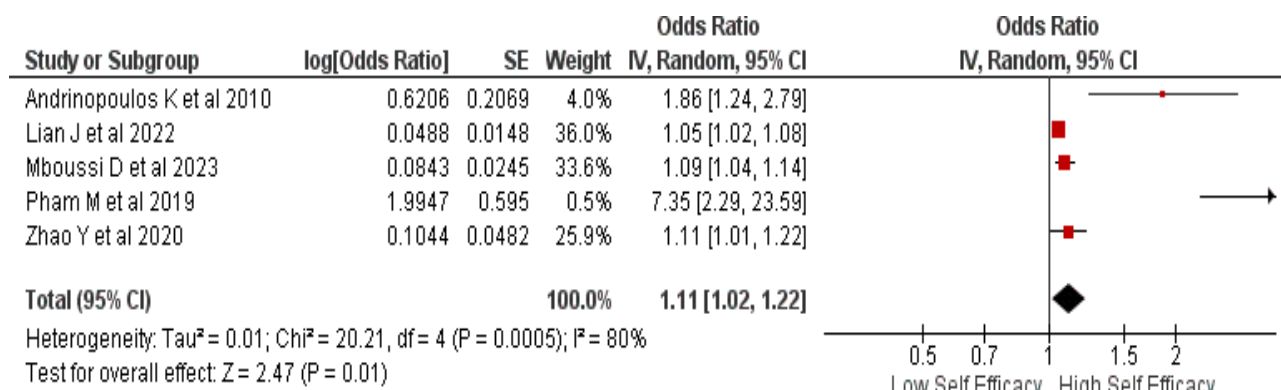 Odds Ratio Odds Ratio
Study or Subgroup log[Odds Ratio] SE Weight IV, Random, 95% CI IV, Random, 95% CI
Andrinopoulos K et al 2010 0.6206 0.2069 4.0% 1.86 [1.24, 2.79]
Lian J et al 2022 0.0488 0.0148 36.0% 1.05 [1.02, 1.08]
Mboussi D et al 2023 0.0843 0.0245 33.6% 1.09 [1.04, 1.14]
Pham M et al 2019 1.9947 0.595 0.5% 7.35 [2.29, 23.59]
Zhao Y et al 2020 0.1044 0.0482 25.9% 1.11 [1.01, 1.22]
Total (95% CI) 100.0% 1.11 [1.02, 1.22]
Heterogeneity: Tau² = 0.01; Chi² = 20.21, df = 4 (P = 0.0005); I² = 80%
Test for overall effect: Z = 2.47 (P = 0.01)
0.5 0.7 1 1.5 2
Low Self Efficacy High Self Efficacy